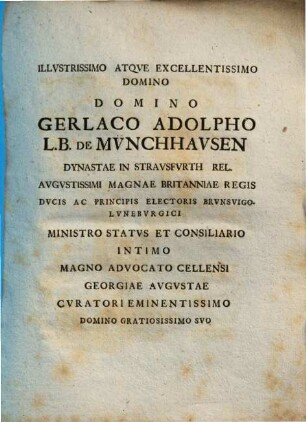 ILLVSTRISSIMO ATQVE EXCELLENTISSIMO
DOMINO
DOMINO
GERLACO ADOLPHO
L.B. DE MÜNCHHAVSEN
DYNASTAE IN STRAVSFVRTH REL.
AVGVSTISSIMI MAGNAE BRITANNIAE REGIS
DVCIS AC PRINCIPIS ELECTORIS BRVNSVIGO-
LVNEBVRGICI
MINISTRO STATVS ET CONSILIARIO
INTIMO
MAGNO ADVOCATO CELLENSI
GEORGIAE AVGVSTAE
CVRATORI EMINENTISSIMO
DOMINO GRATIOSISSIMO SVO